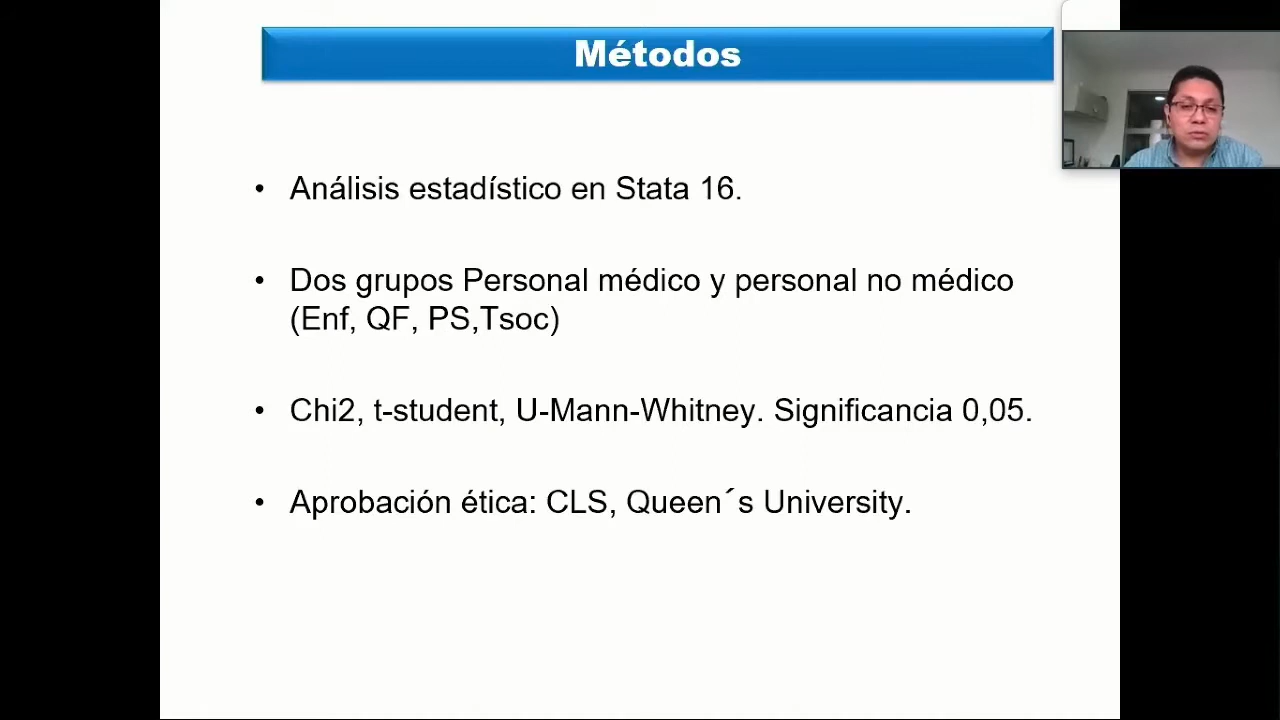 Métodos
• Análisis estadístico en Stata 16.
• Dos grupos Personal médico y personal no médico
(Enf, QF, PS,Tsoc)
• Chi2, t-student, U-Mann-Whitney. Significancia 0,05.
• Aprobación ética: CLS, Queen´s University.